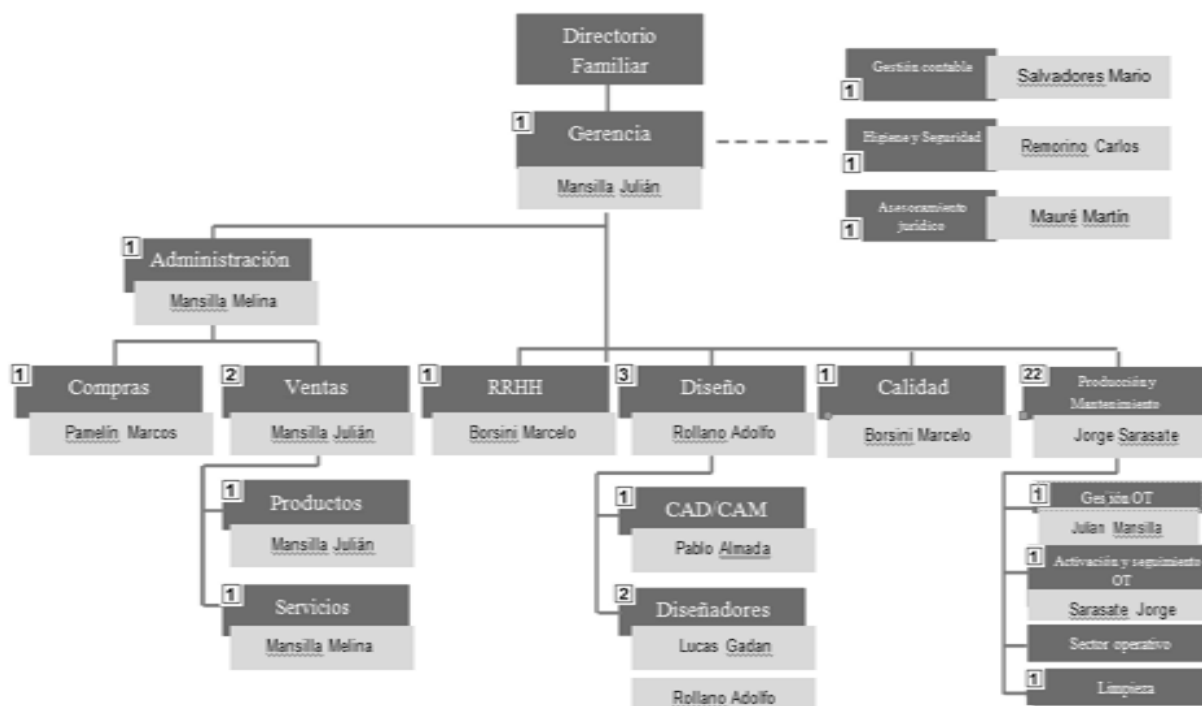 Directorio
Familiar
1
Gerencia
Mansilla Julián
Gestión contable
1
Salvadores Mario
Higiene y Seguridad
1
Remorino Carlos
Asesoramiento
jurídico
1
Mauré Martín
1
Administración
Mansilla Melina
1
Compras
Pamelín Marcos
2
Ventas
Mansilla Julián
1
RRHH
Borsini Marcelo
3
Diseño
Rollano Adolfo
1
Calidad
Borsini Marcelo
22
Producción y
Mantenimiento
Jorge Sarasate
1
Productos
Mansilla Julián
1
Servicios
Mansilla Melina
1
CAD/CAM
Pablo Almada
2
Diseñadores
Lucas Gadan
Rollano Adolfo
1
Gestión OT
Julian Mansilla
1
Activación y seguimiento
OT
Sarasate Jorge
Sector operativo
1
Limpieza